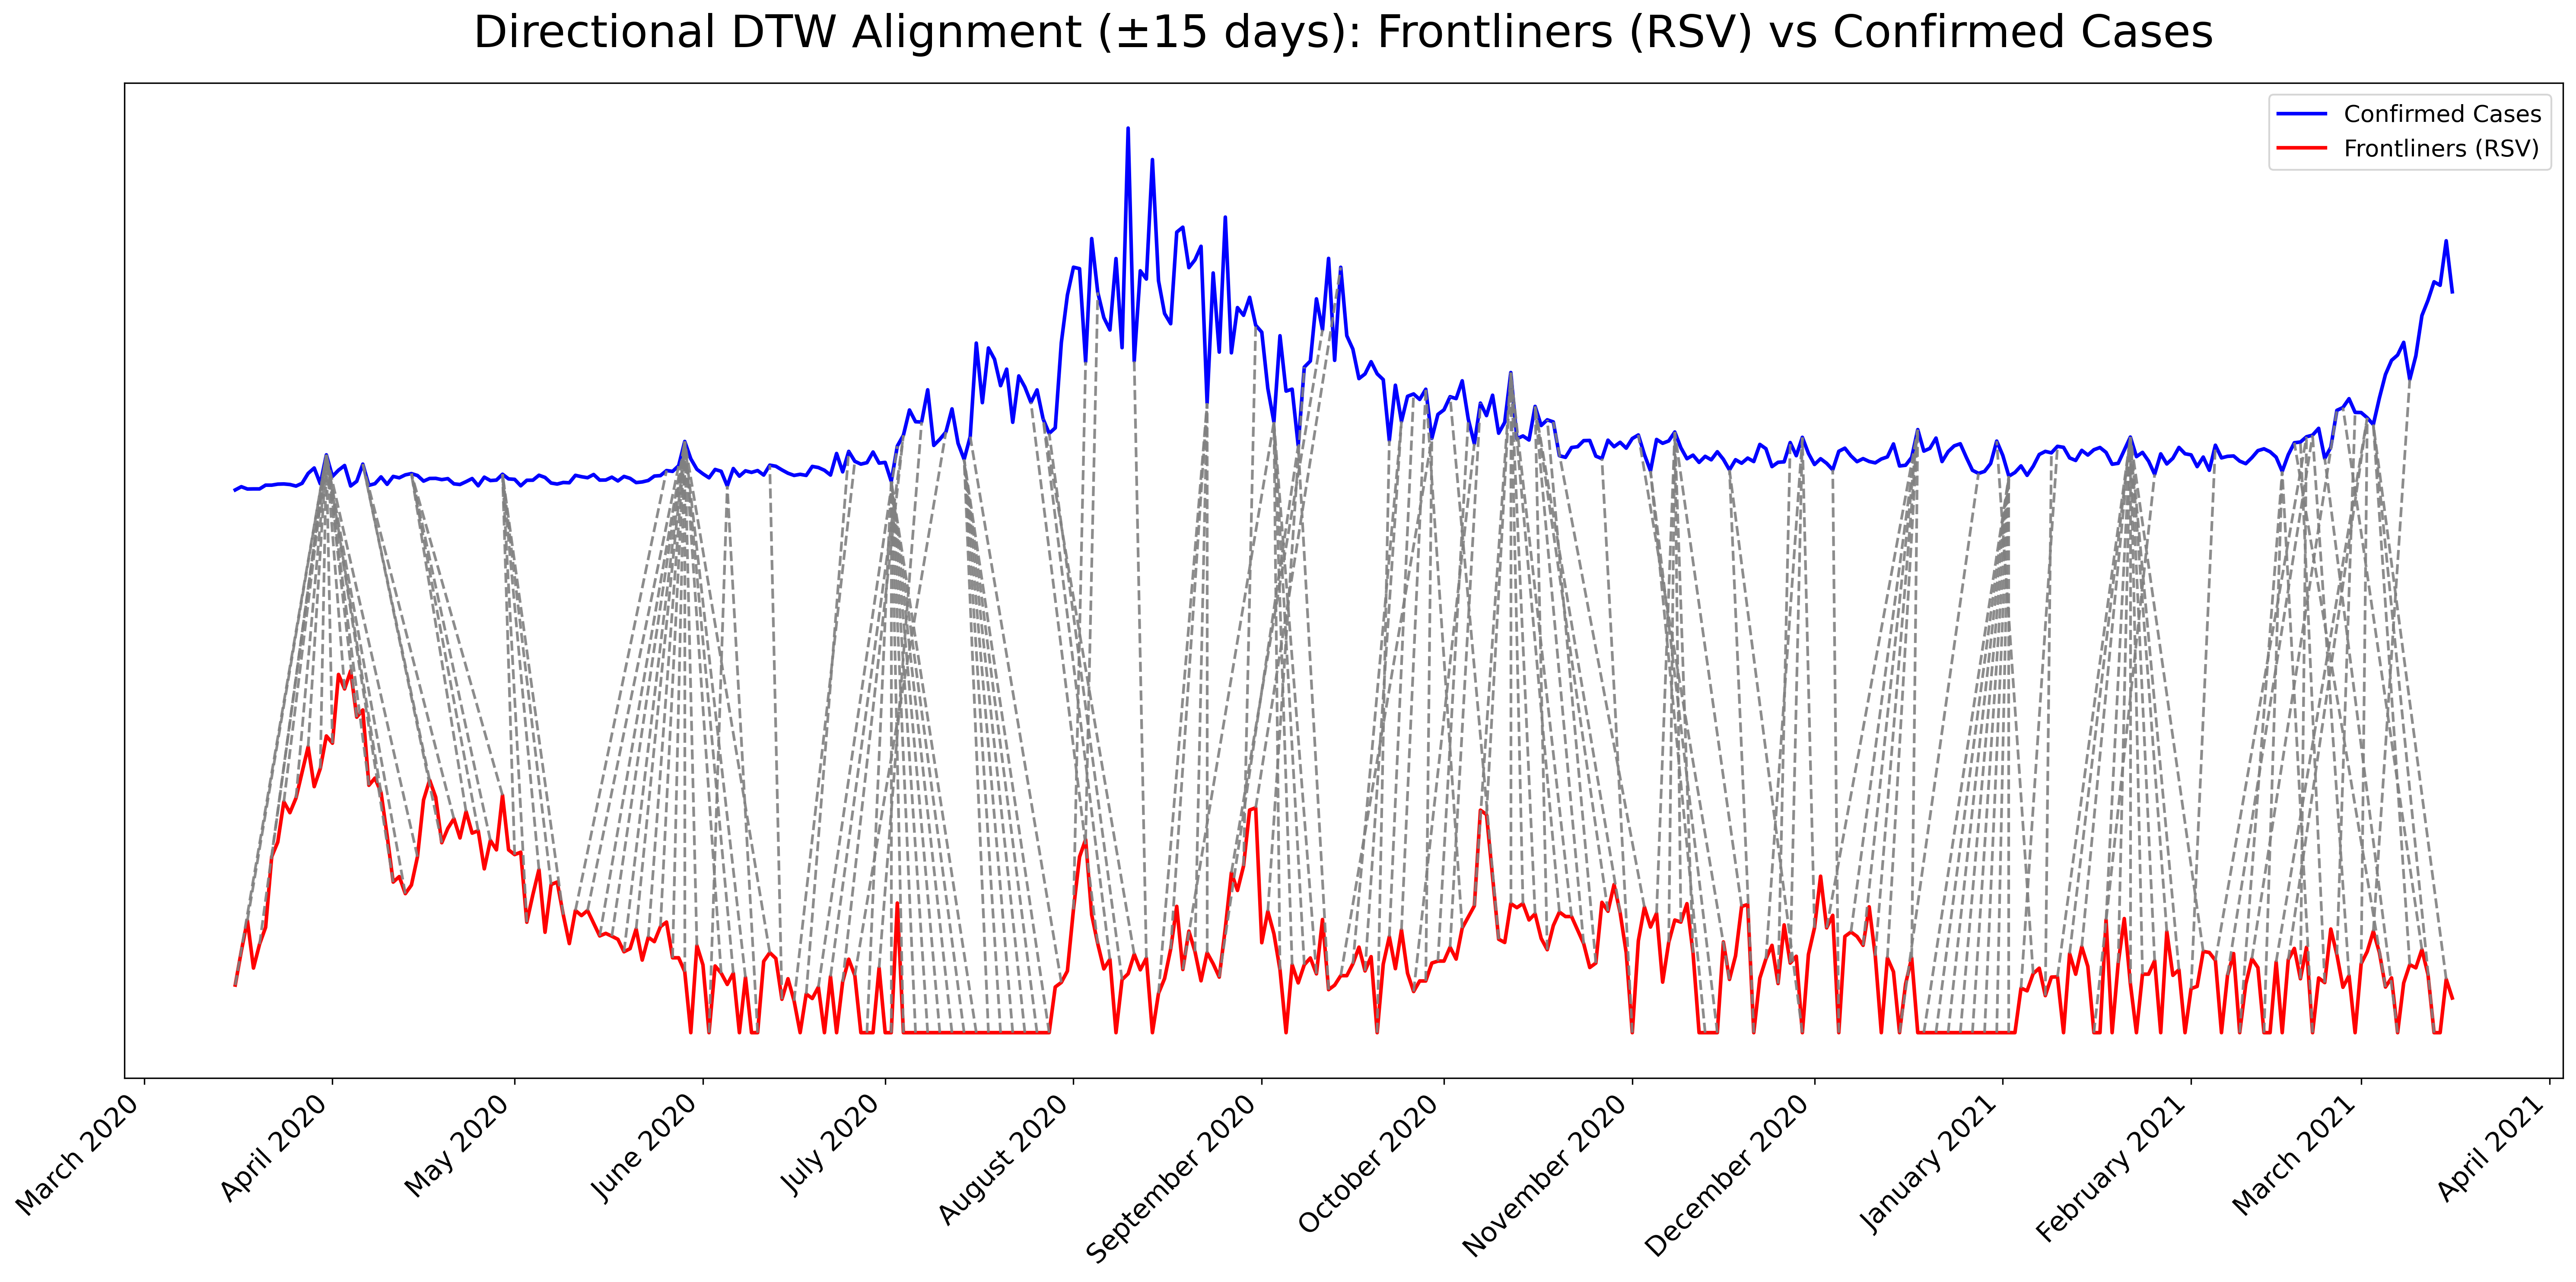 Directional DTW Alignment (±15 days): Frontliners (RSV) vs Confirmed Cases
Confirmed Cases
Frontliners (RSV)
March 2020
April 2020
May 2020
June 2020
July 2020
August 2020
September 2020
October 2020
November 2020
December 2020
January 2021
February 2021
March 2021
April 2021